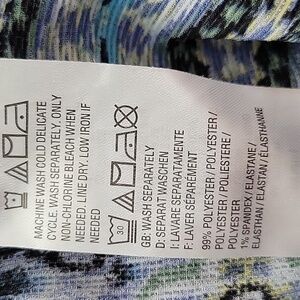 MACHINE WASH COLD DELICATE
CYCLE. WASH SEPARATELY. ONLY
NON-CHLORINE BLEACH WHEN
NEEDED. LINE DRY. LOW IRON IF
NEEDED
30
GB: WASH SEPARATELY
D: SEPARAT WASCHEN
I: LAVARE SEPARATAMENTE
F: LAVER SÉPARÉMENT
99% POLYESTER / POLYESTER /
POLYESTER / POLIESTERE /
POLYESTER
1% SPANDEX / ELASTANE /
ELASTHAN / ELASTAN / ÉLASTHANNE